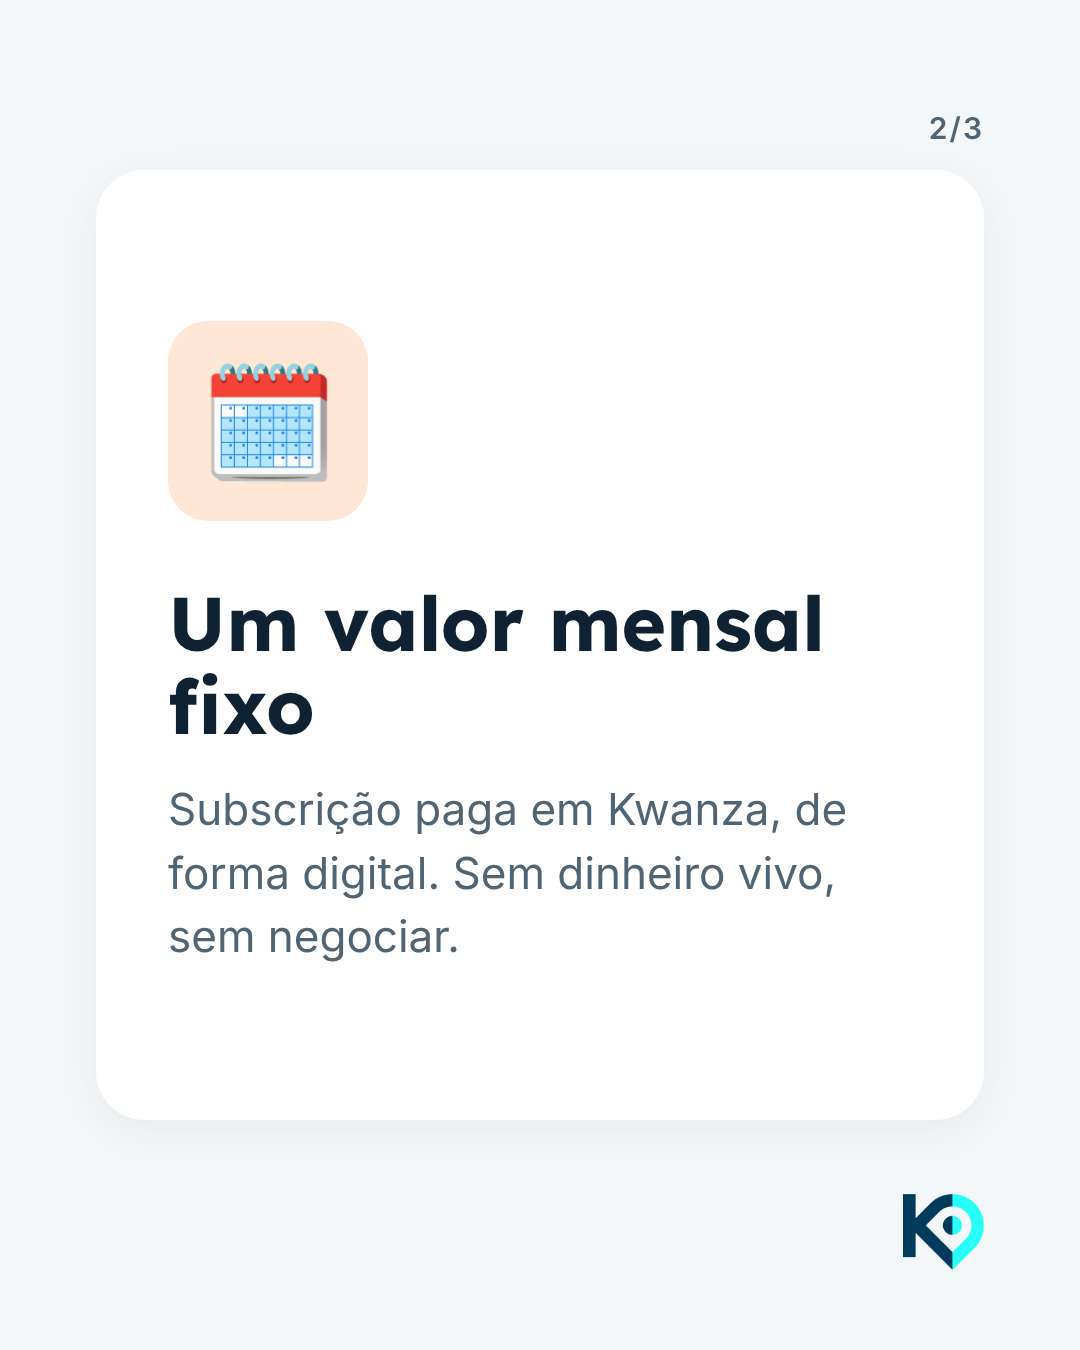 2/3
Um valor mensal
fixo
Subscrição paga em Kwanza, de
forma digital. Sem dinheiro vivo,
sem negociar.